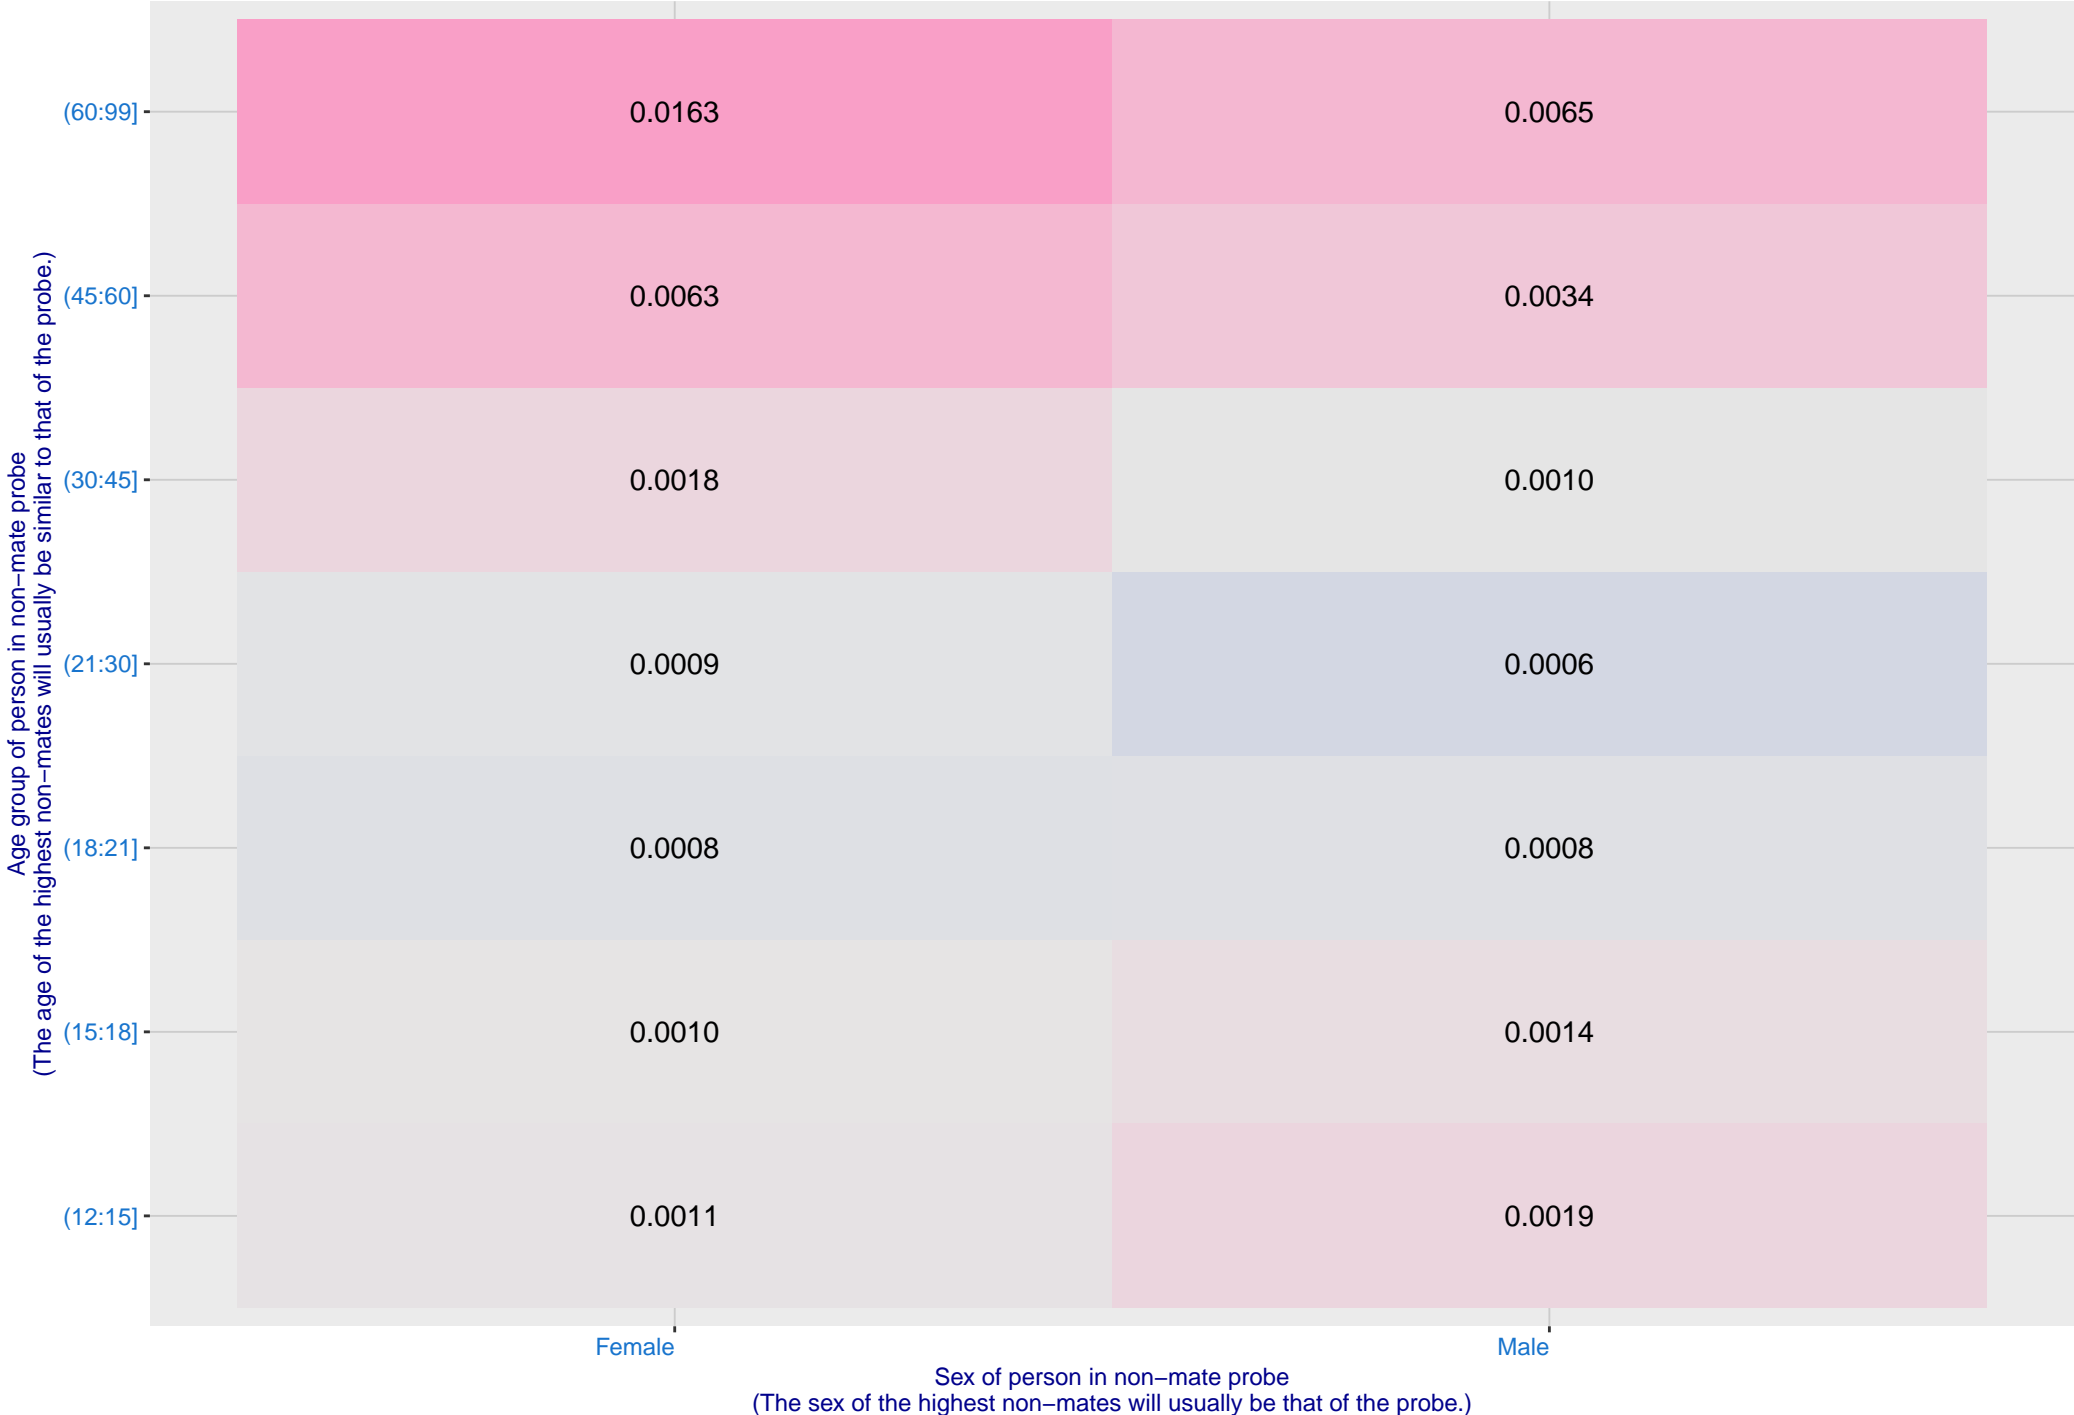 Age group of person in non−mate probe
(The age of the highest non−mates will usually be similar to that of the probe.)
(60:99] 0.0163 0.0065
(45:60] 0.0063 0.0034
(30:45] 0.0018 0.0010
(21:30] 0.0009 0.0006
(18:21] 0.0008 0.0008
(15:18] 0.0010 0.0014
(12:15] 0.0011 0.0019
Female Male
Sex of person in non−mate probe
(The sex of the highest non−mates will usually be that of the probe.)